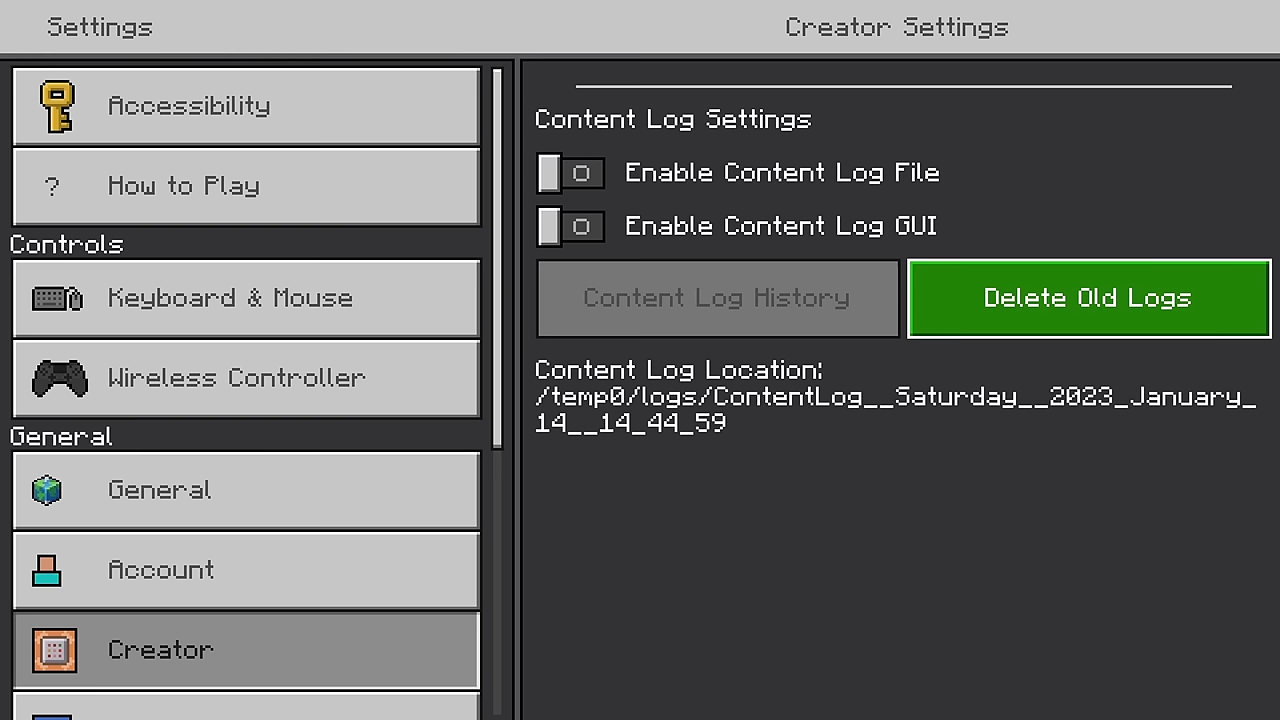 Settings
Creator Settings
Accessibility
? How to Play
Controls
Keyboard & Mouse
Wireless Controller
General
General
Account
Creator
Content Log Settings
Enable Content Log File
Enable Content Log GUI
Content Log History
Delete Old Logs
Content Log Location:
/temp0/logs/ContentLog__Saturday__2023_January_
14__14_44_59